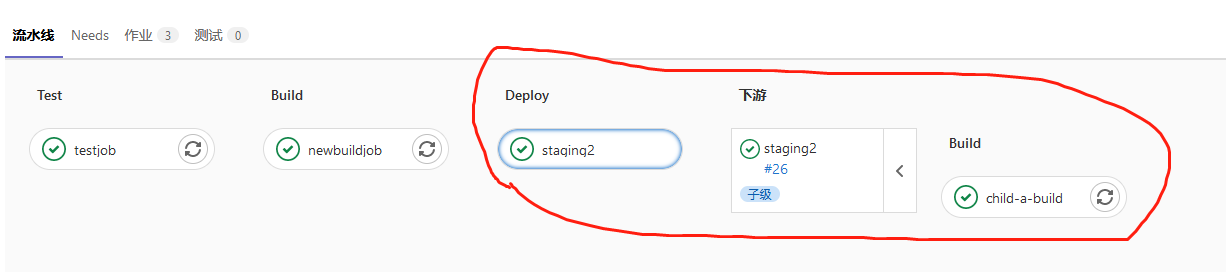 流水线 Needs 作业 3 测试 0
Test Build Deploy 下游
Build
testjob newbuildjob staging2 staging2
#26
子级
child-a-build